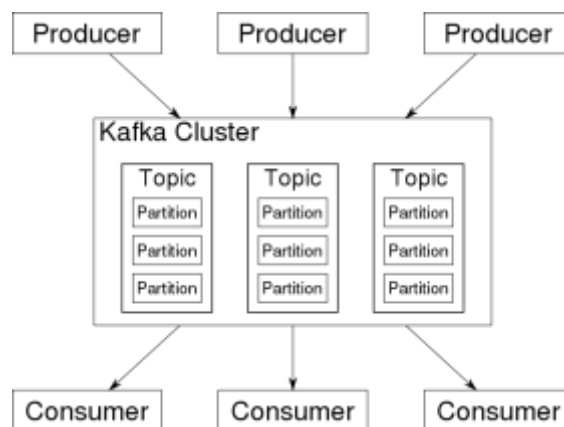 Producer Producer Producer
Kafka Cluster
Topic Topic Topic
Partition Partition Partition
Partition Partition Partition
Partition Partition Partition
Consumer Consumer Consumer